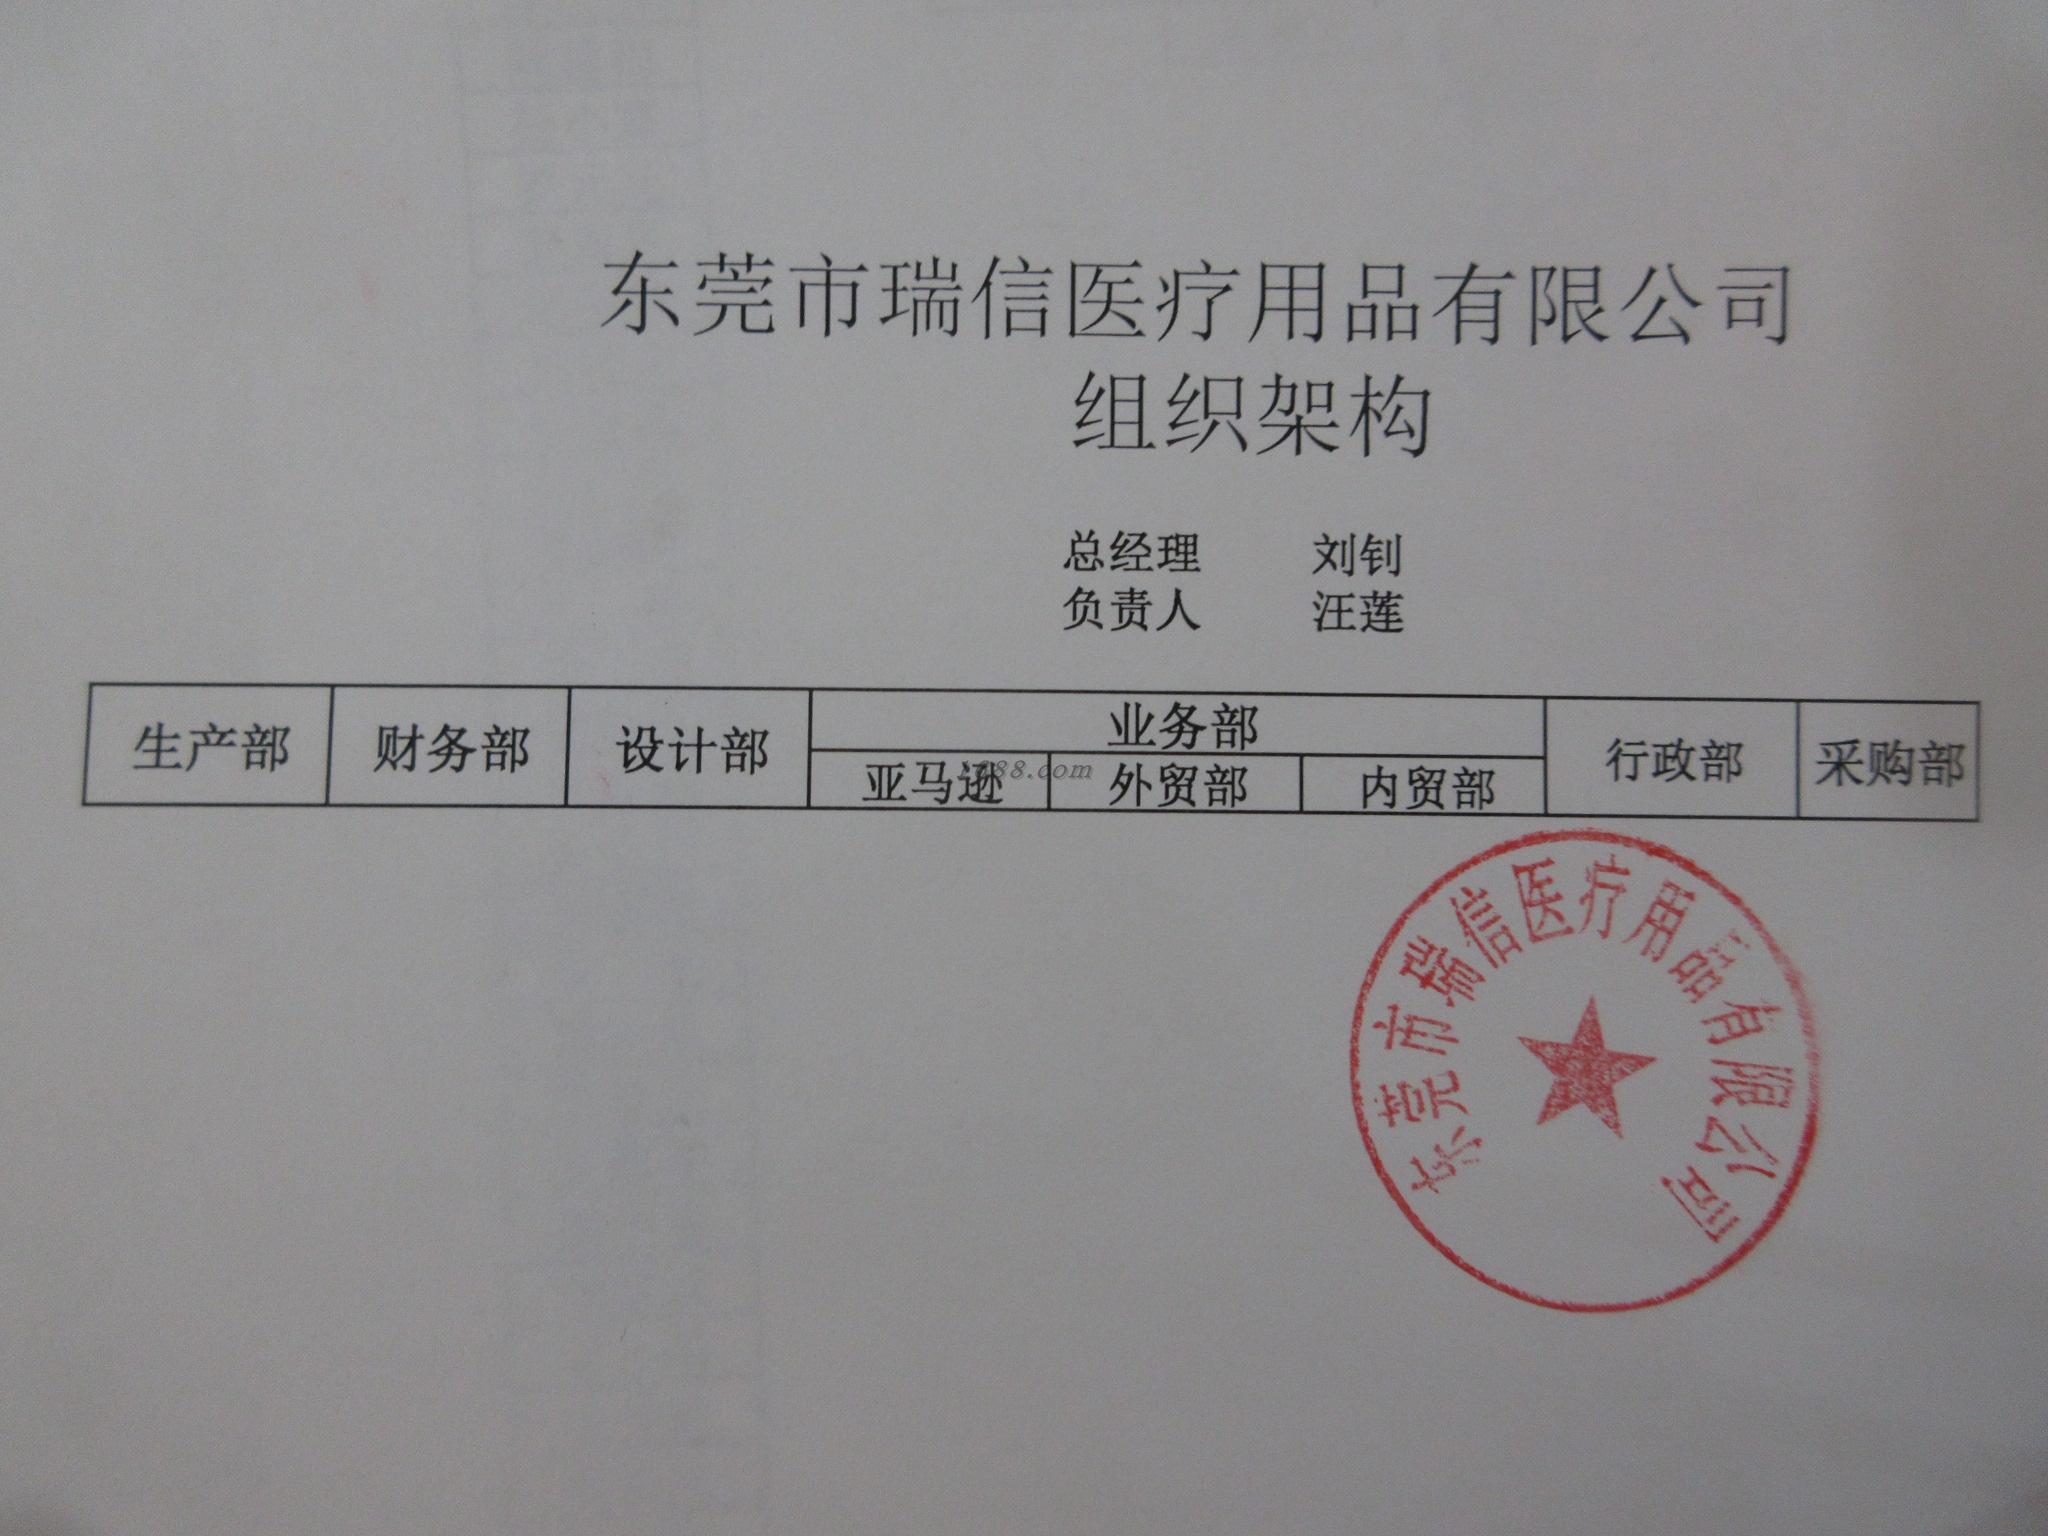 东莞市瑞信医疗用品有限公司
组织架构
总经理 刘钊
负责人 汪莲
生产部 财务部 设计部 业务部 行政部 采购部
亚马逊 外贸部 内贸部
1688.com
东莞市瑞信医疗用品有限公司